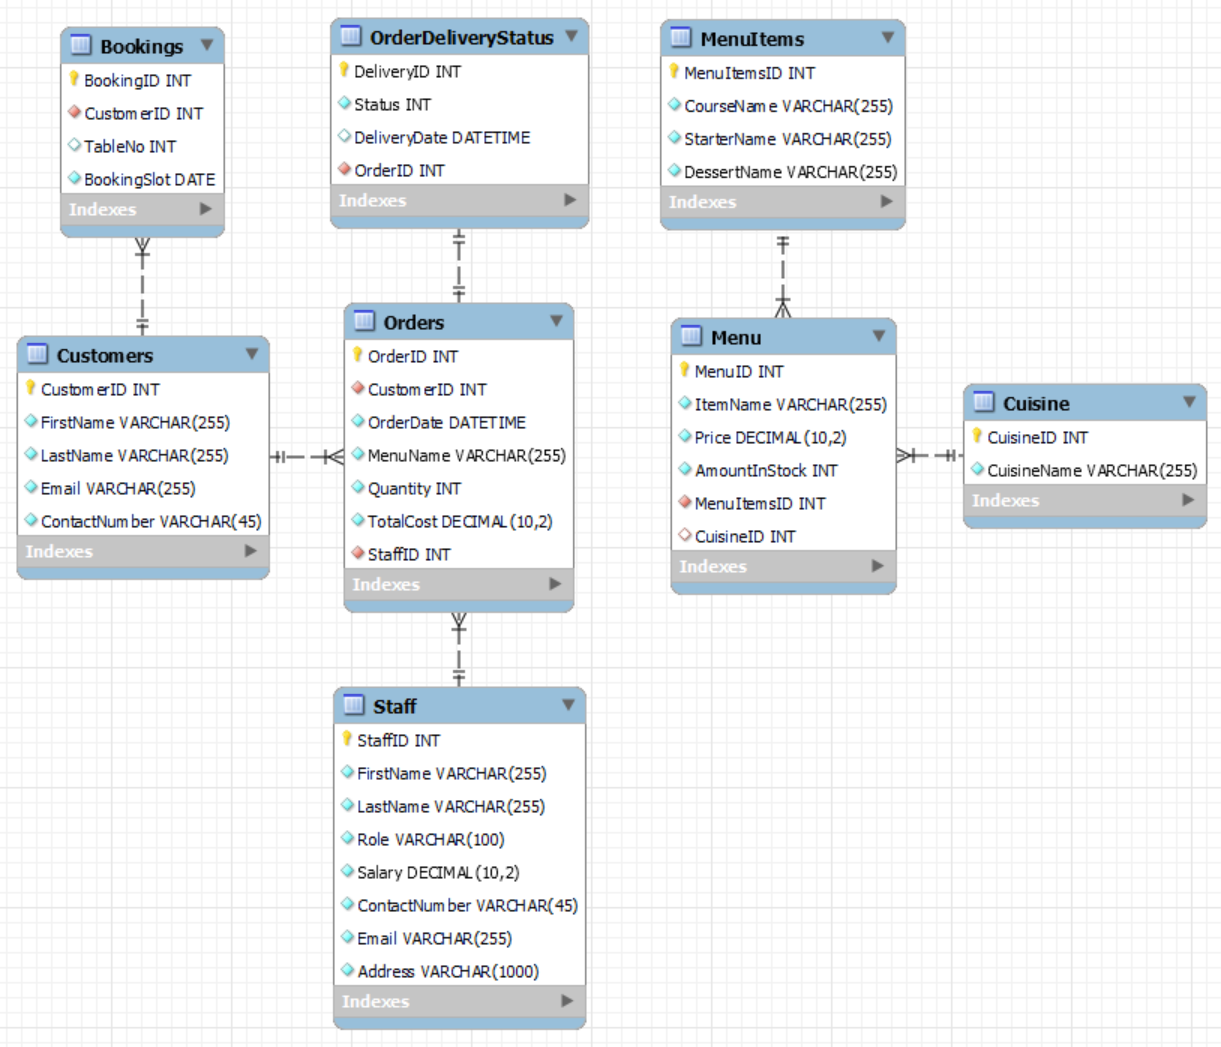 Bookings
BookingID INT
CustomerID INT
TableNo INT
BookingSlot DATE
Indexes
OrderDeliveryStatus
DeliveryID INT
Status INT
DeliveryDate DATETIME
OrderID INT
Indexes
MenuItems
MenuItemsID INT
CourseName VARCHAR(255)
StarterName VARCHAR(255)
DessertName VARCHAR(255)
Indexes
Customers
CustomerID INT
FirstName VARCHAR(255)
LastName VARCHAR(255)
Email VARCHAR(255)
ContactNumber VARCHAR(45)
Indexes
Orders
OrderID INT
CustomerID INT
OrderDate DATETIME
MenuName VARCHAR(255)
Quantity INT
TotalCost DECIMAL(10,2)
StaffID INT
Indexes
Menu
MenuID INT
ItemName VARCHAR(255)
Price DECIMAL(10,2)
AmountInStock INT
MenuItemsID INT
CuisineID INT
Indexes
Cuisine
CuisineID INT
CuisineName VARCHAR(255)
Indexes
Staff
StaffID INT
FirstName VARCHAR(255)
LastName VARCHAR(255)
Role VARCHAR(100)
Salary DECIMAL(10,2)
ContactNumber VARCHAR(45)
Email VARCHAR(255)
Address VARCHAR(1000)
Indexes